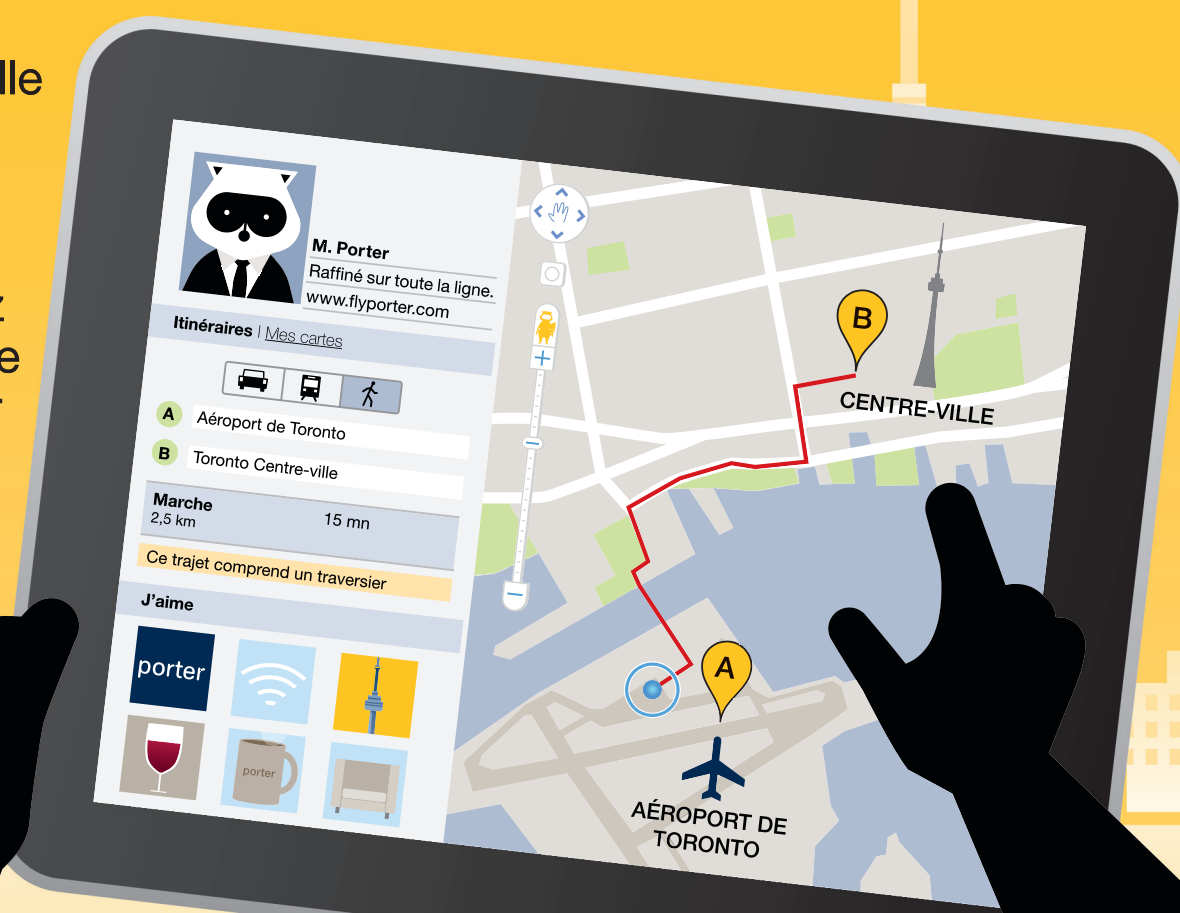 lle
z
e
M. Porter
Raffiné sur toute la ligne.
www.flyporter.com
Itinéraires | Mes cartes
A Aéroport de Toronto
B Toronto Centre-ville
Marche 15 mn
2,5 km
Ce trajet comprend un traversier
J’aime
porter
porter
B
CENTRE-VILLE
A
AÉROPORT DE
TORONTO